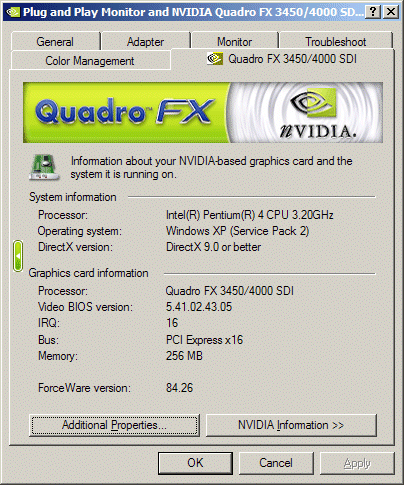 Plug and Play Monitor and NVIDIA Quadro FX 3450/4000 SD...
General Adapter Monitor Troubleshoot
Color Management Quadro FX 3450/4000 SDI
Quadro™ FX
nVIDIA.
Information about your NVIDIA-based graphics card and the
system it is running on.
System information
Processor: Intel(R) Pentium(R) 4 CPU 3.20GHz
Operating system: Windows XP (Service Pack 2)
DirectX version: DirectX 9.0 or better
Graphics card information
Processor: Quadro FX 3450/4000 SDI
Video BIOS version: 5.41.02.43.05
IRQ: 16
Bus: PCI Express x16
Memory: 256 MB
ForceWare version: 84.26
Additional Properties... NVIDIA Information >>
OK Cancel Apply